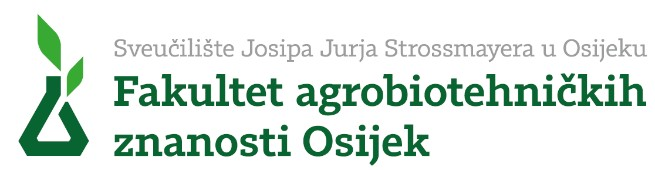 Sveučilište Josipa Jurja Strossmayera u Osijeku
Fakultet agrobiotehničkih
znanosti Osijek